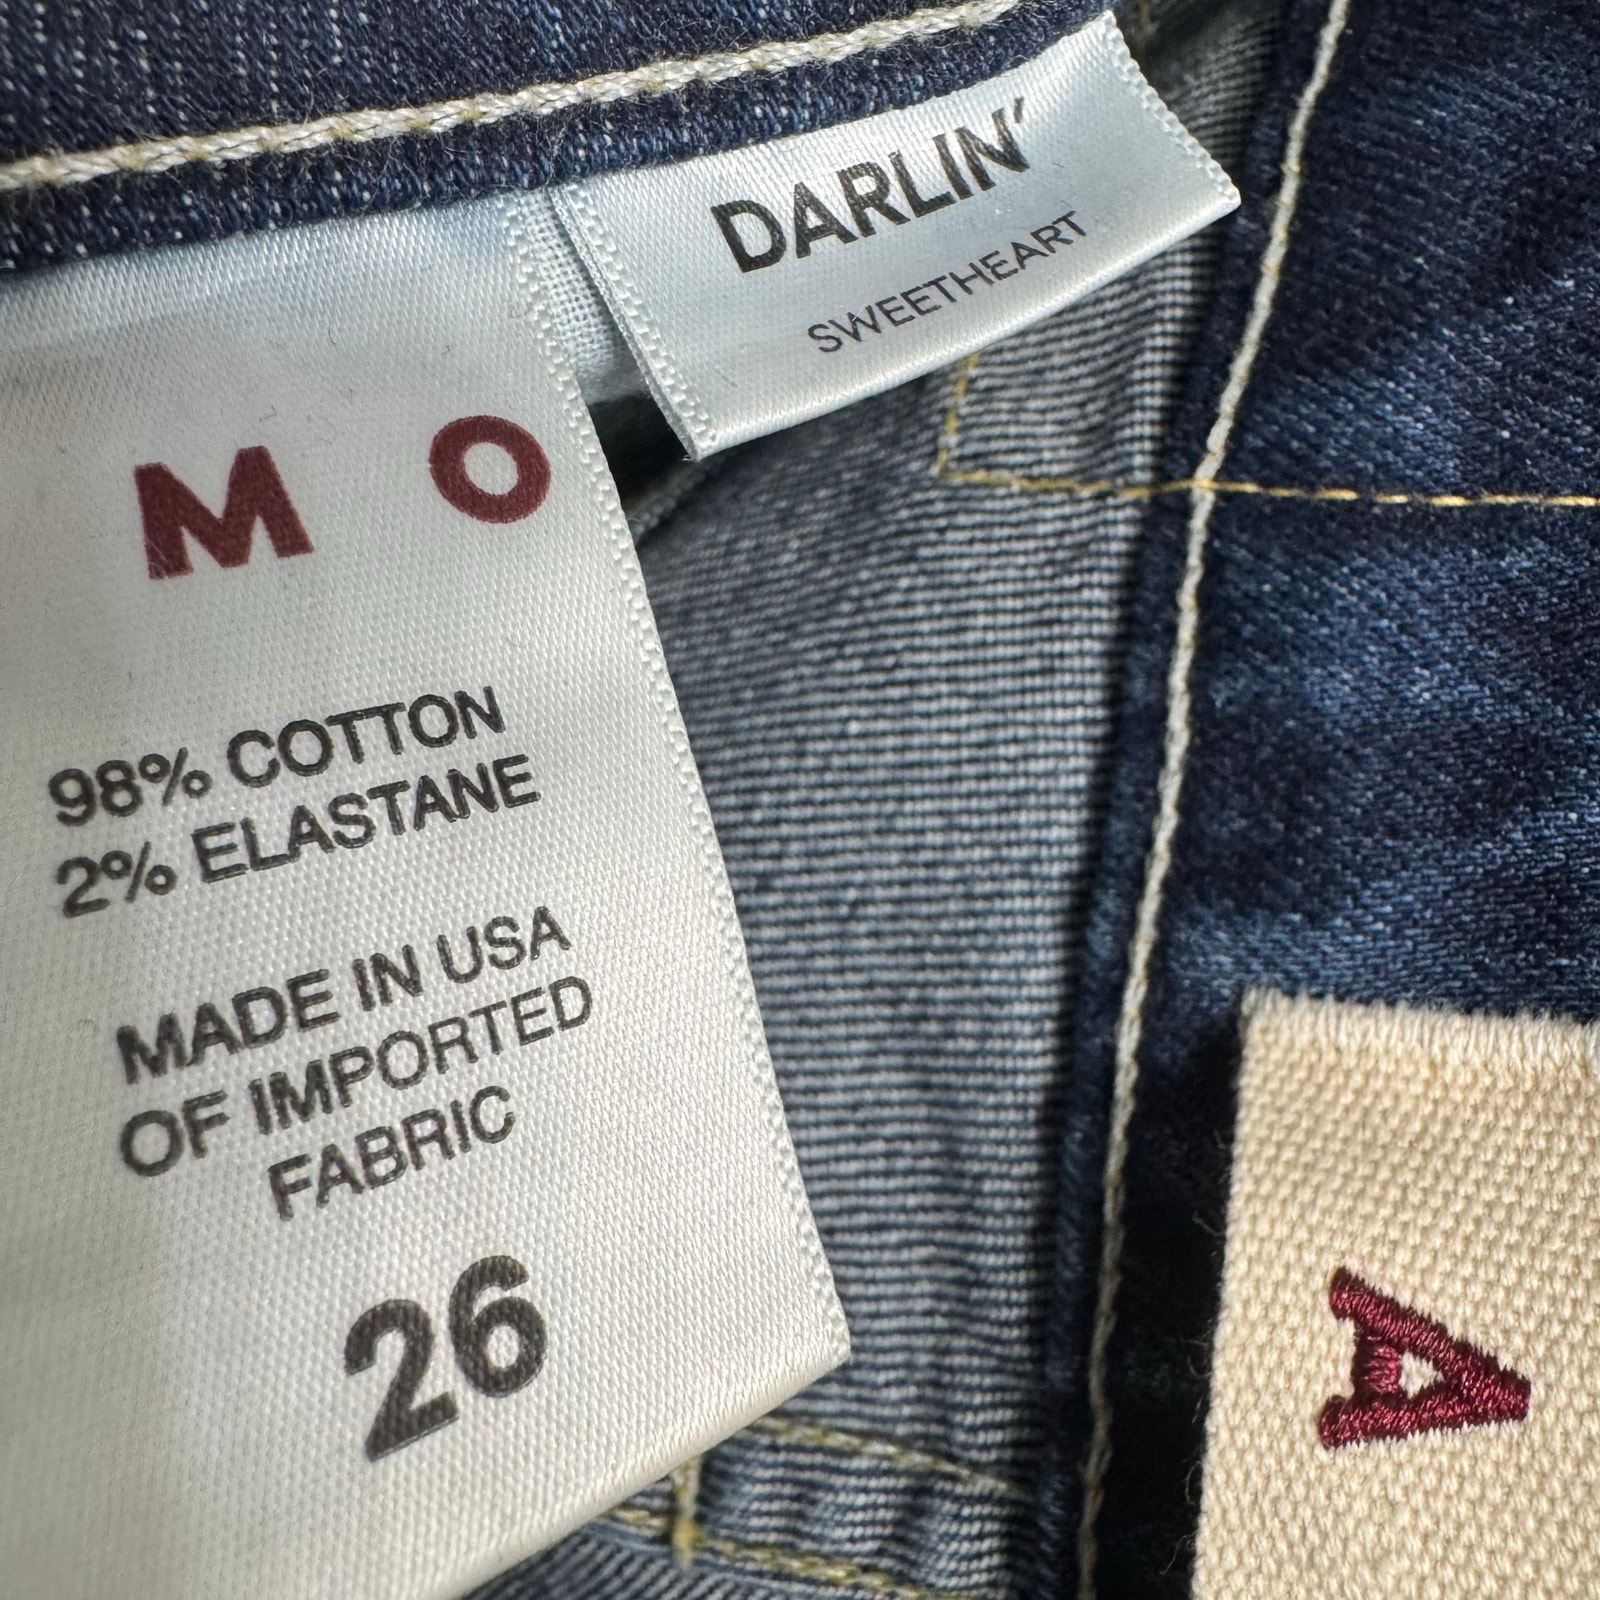 DARLIN'
SWEETHEART
M O
98% COTTON
2% ELASTANE
MADE IN USA
OF IMPORTED
FABRIC
26
A